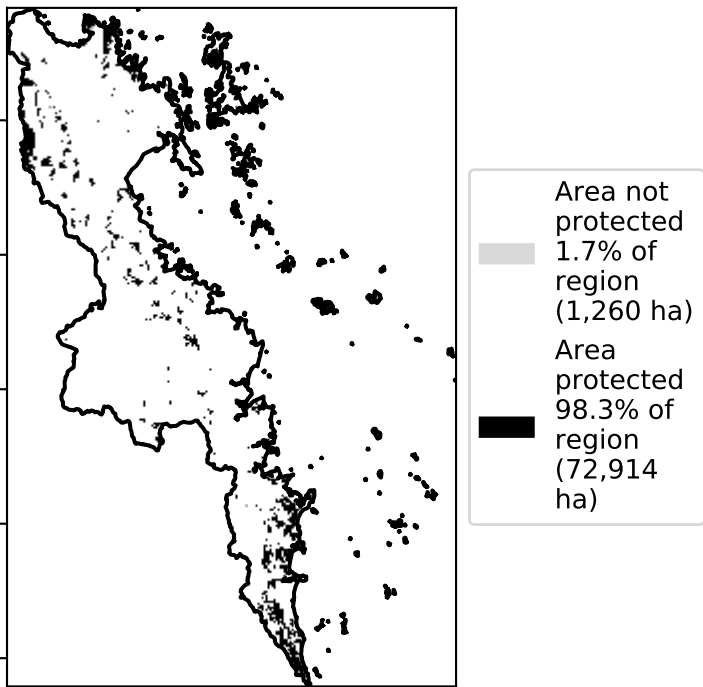 Area not
protected
1.7% of
region
(1,260 ha)
Area
protected
98.3% of
region
(72,914
ha)